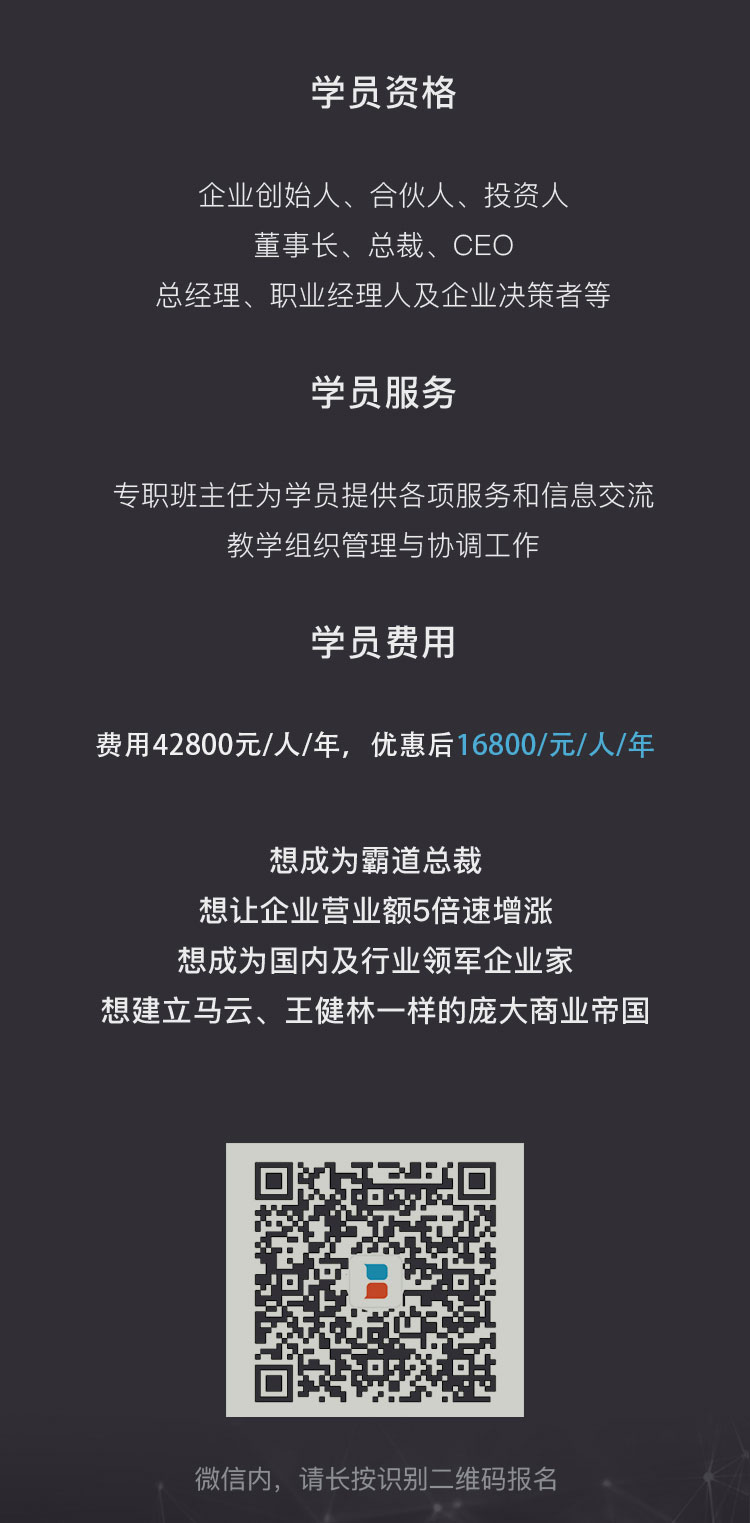 学员资格
企业创始人、合伙人、投资人
董事长、总裁、CEO
总经理、职业经理人及企业决策者等
学员服务
专职班主任为学员提供各项服务和信息交流
教学组织管理与协调工作
学员费用
费用42800元/人/年，优惠后16800/元/人/年
想成为霸道总裁
想让企业营业额5倍速增涨
想成为国内及行业领军企业家
想建立马云、王健林一样的庞大商业帝国
微信内，请长按识别二维码报名